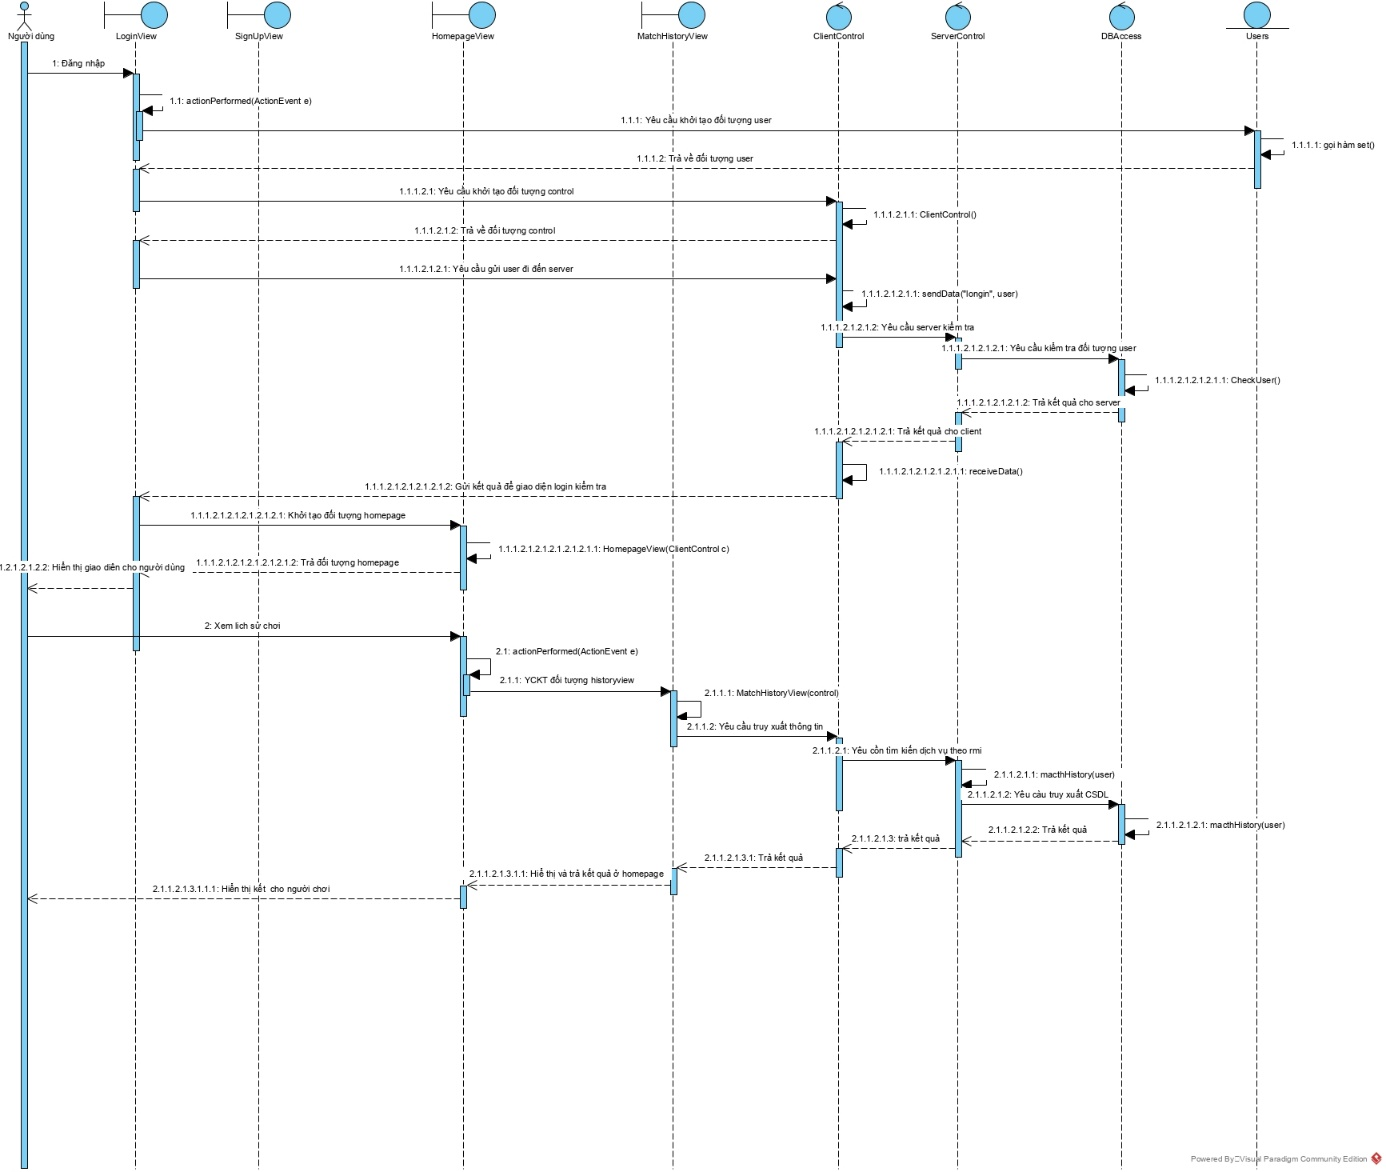 Người dùng
LoginView
SignUpView
HomepageView
MatchHistoryView
ClientControl
ServerControl
DBAccess
Users
1: Đăng nhập
1.1: actionPerformed(ActionEvent e)
1.1.1: Yêu cầu khởi tạo đối tượng user
1.1.1.1: gọi hàm set()
1.1.1.2: Trả về đối tượng user
1.1.1.2.1: Yêu cầu khởi tạo đối tượng control
1.1.1.2.1.1: ClientControl()
1.1.1.2.1.2: Trả về đối tượng control
1.1.1.2.1.2.1: Yêu cầu gửi user đi đến server
1.1.1.2.1.2.1.1: sendData("longin", user)
1.1.1.2.1.2.1.2: Yêu cầu server kiểm tra
1.1.1.2.1.2.1.2.1: Yêu cầu kiểm tra đối tượng user
1.1.1.2.1.2.1.2.1.1: CheckUser()
1.1.1.2.1.2.1.2.1.2: Trả kết quả cho server
1.1.1.2.1.2.1.2.1.2.1: Trả kết quả cho client
1.1.1.2.1.2.1.2.1.2.1.1: receiveData()
1.1.1.2.1.2.1.2.1.2.1.2: Gửi kết quả để giao diện login kiểm tra
1.1.1.2.1.2.1.2.1.2.1.2.1: Khởi tạo đối tượng homepage
1.1.1.2.1.2.1.2.1.2.1.2.1.1: HomepageView(ClientControl c)
1.1.1.2.1.2.1.2.1.2.1.2.1.2: Trả đối tượng homepage
1.2.1.2.1.2.1.2.2: Hiển thị giao diên cho người dùng
2: Xem lich sử chơi
2.1: actionPerformed(ActionEvent e)
2.1.1: YCKT đối tượng historyview
2.1.1.1: MatchHistoryView(control)
2.1.1.2: Yêu cầu truy xuất thông tin
2.1.1.2.1: Yêu cồn tìm kiến dịch vụ theo rmi
2.1.1.2.1.1: macthHistory(user)
2.1.1.2.1.2: Yêu càu truy xuất CSDL
2.1.1.2.1.2.1: macthHistory(user)
2.1.1.2.1.2.2: Trả kết quả
2.1.1.2.1.3: trả kết quả
2.1.1.2.1.3.1: Trả kết quả
2.1.1.2.1.3.1.1: Hiể thị và trả kết quả ở homepage
2.1.1.2.1.3.1.1.1: Hiển thị kết  cho người chơi
Powered By Visual Paradigm Community Edition